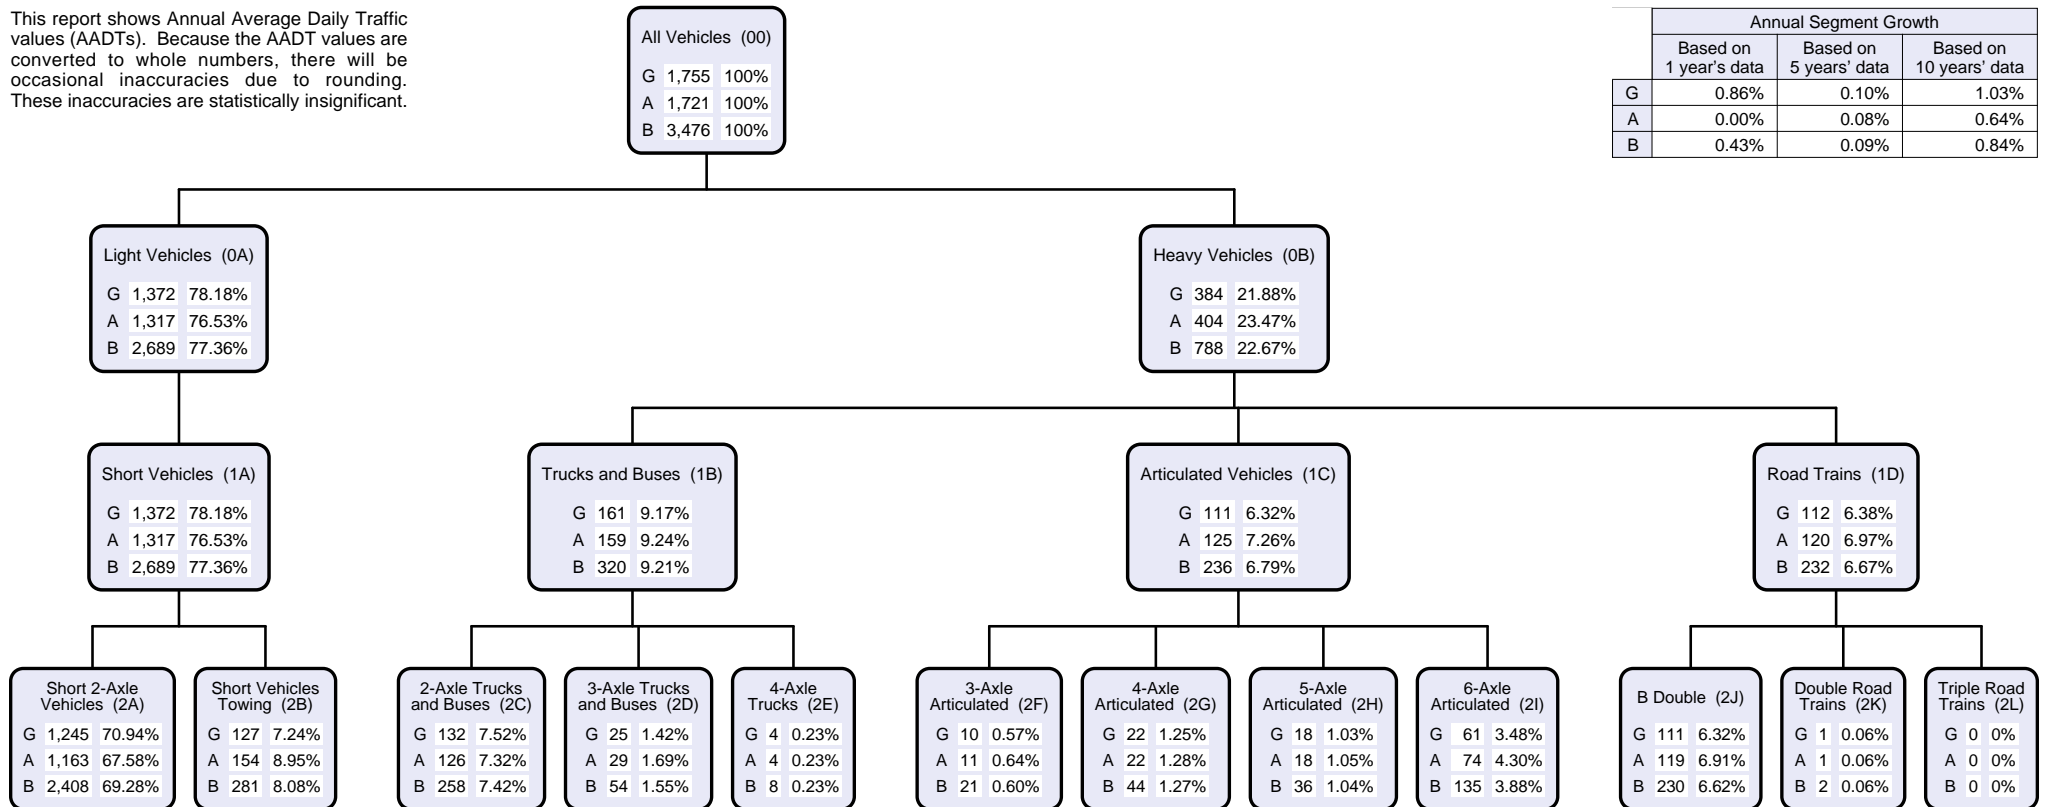 This report shows Annual Average Daily Traffic
values (AADTs). Because the AADT values are
converted to whole numbers, there will be
occasional inaccuracies due to rounding.
These inaccuracies are statistically insignificant.
All Vehicles (00)
G 1,755 100%
A 1,721 100%
B 3,476 100%
Annual Segment Growth
Based on 1 year's data Based on 5 years' data Based on 10 years' data
G 0.86% 0.10% 1.03%
A 0.00% 0.08% 0.64%
B 0.43% 0.09% 0.84%
Light Vehicles (0A)
G 1,372 78.18%
A 1,317 76.53%
B 2,689 77.36%
Heavy Vehicles (0B)
G 384 21.88%
A 404 23.47%
B 788 22.67%
Short Vehicles (1A)
G 1,372 78.18%
A 1,317 76.53%
B 2,689 77.36%
Trucks and Buses (1B)
G 161 9.17%
A 159 9.24%
B 320 9.21%
Articulated Vehicles (1C)
G 111 6.32%
A 125 7.26%
B 236 6.79%
Road Trains (1D)
G 112 6.38%
A 120 6.97%
B 232 6.67%
Short 2-Axle
Vehicles (2A)
G 1,245 70.94%
A 1,163 67.58%
B 2,408 69.28%
Short Vehicles
Towing (2B)
G 127 7.24%
A 154 8.95%
B 281 8.08%
2-Axle Trucks
and Buses (2C)
G 132 7.52%
A 126 7.32%
B 258 7.42%
3-Axle Trucks
and Buses (2D)
G 25 1.42%
A 29 1.69%
B 54 1.55%
4-Axle
Trucks (2E)
G 4 0.23%
A 4 0.23%
B 8 0.23%
3-Axle
Articulated (2F)
G 10 0.57%
A 11 0.64%
B 21 0.60%
4-Axle
Articulated (2G)
G 22 1.25%
A 22 1.28%
B 44 1.27%
5-Axle
Articulated (2H)
G 18 1.03%
A 18 1.05%
B 36 1.04%
6-Axle
Articulated (2I)
G 61 3.48%
A 74 4.30%
B 135 3.88%
B Double (2J)
G 111 6.32%
A 119 6.91%
B 230 6.62%
Double Road
Trains (2K)
G 1 0.06%
A 1 0.06%
B 2 0.06%
Triple Road
Trains (2L)
G 0 0%
A 0 0%
B 0 0%